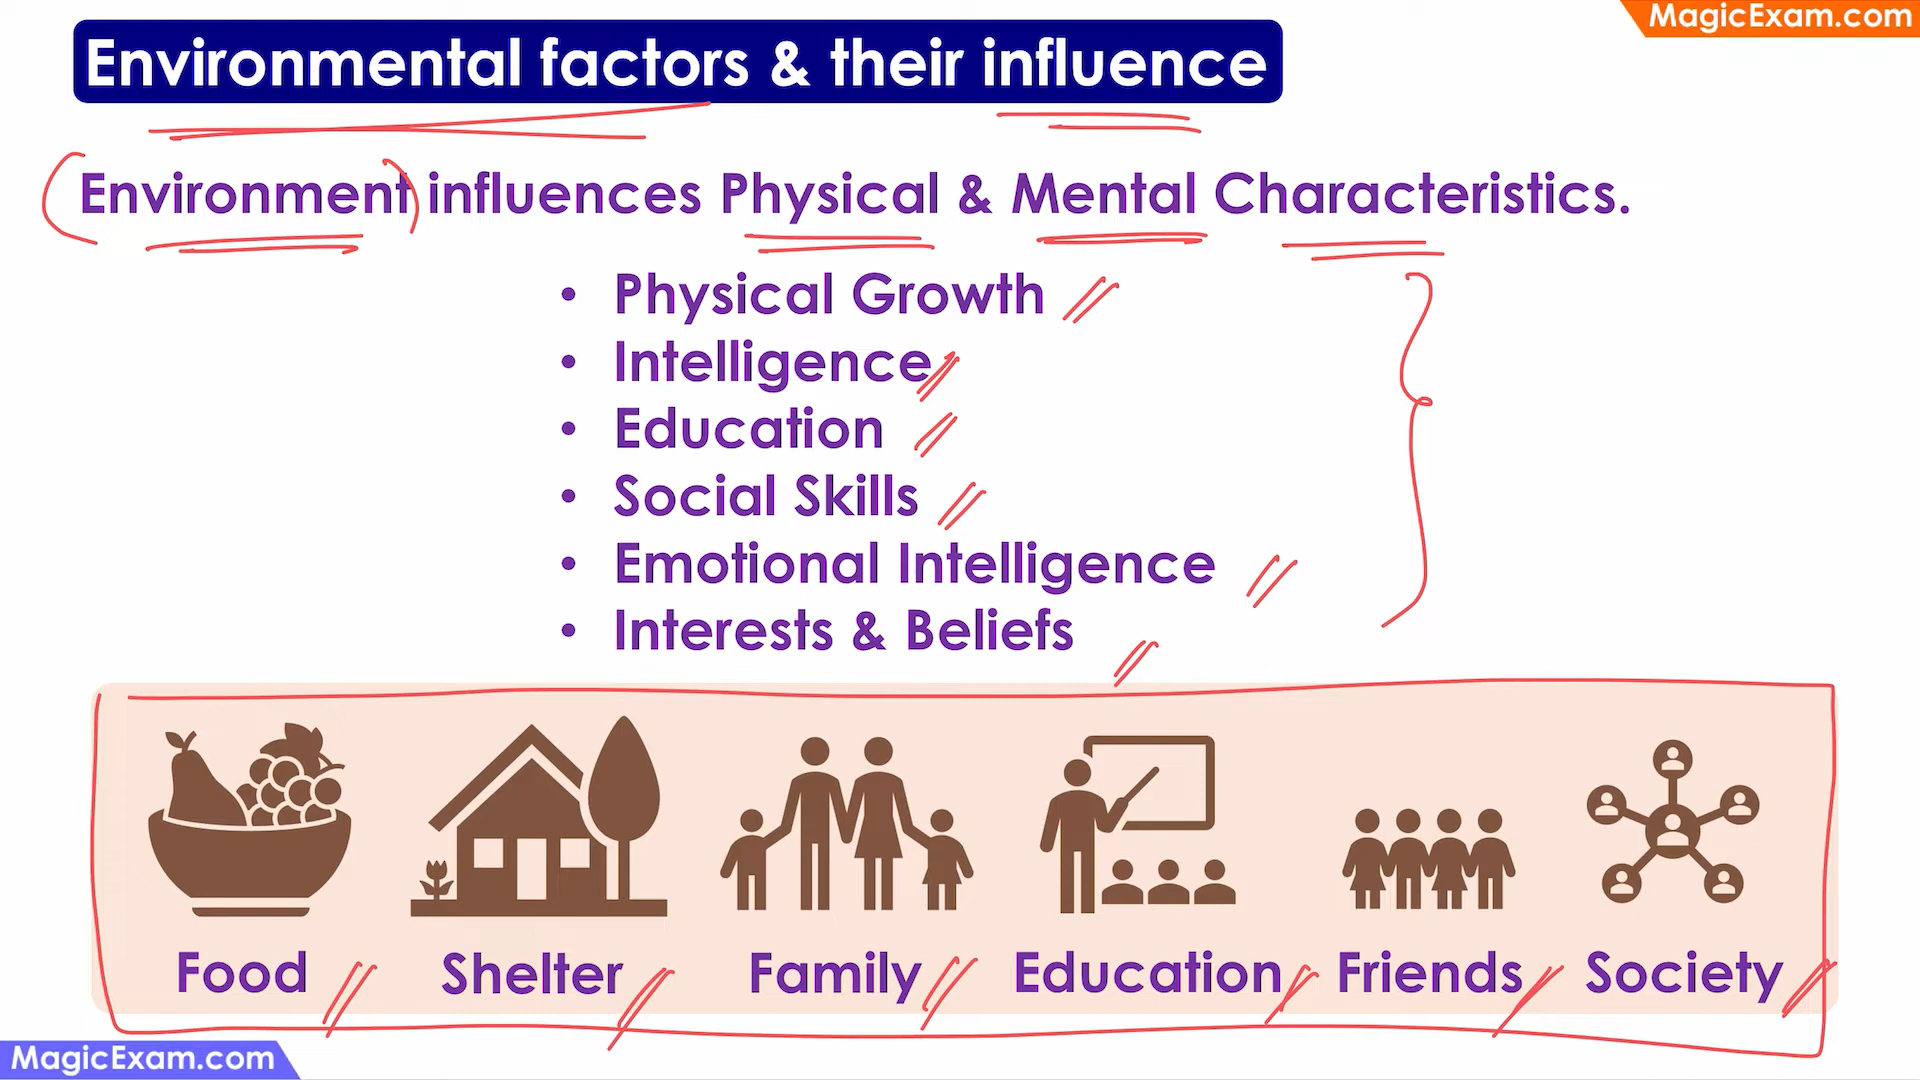 MagicExam.com
Environmental factors & their influence
Environment influences Physical & Mental Characteristics.
• Physical Growth
• Intelligence
• Education
• Social Skills
• Emotional Intelligence
• Interests & Beliefs
Food Shelter Family Education Friends Society
MagicExam.com